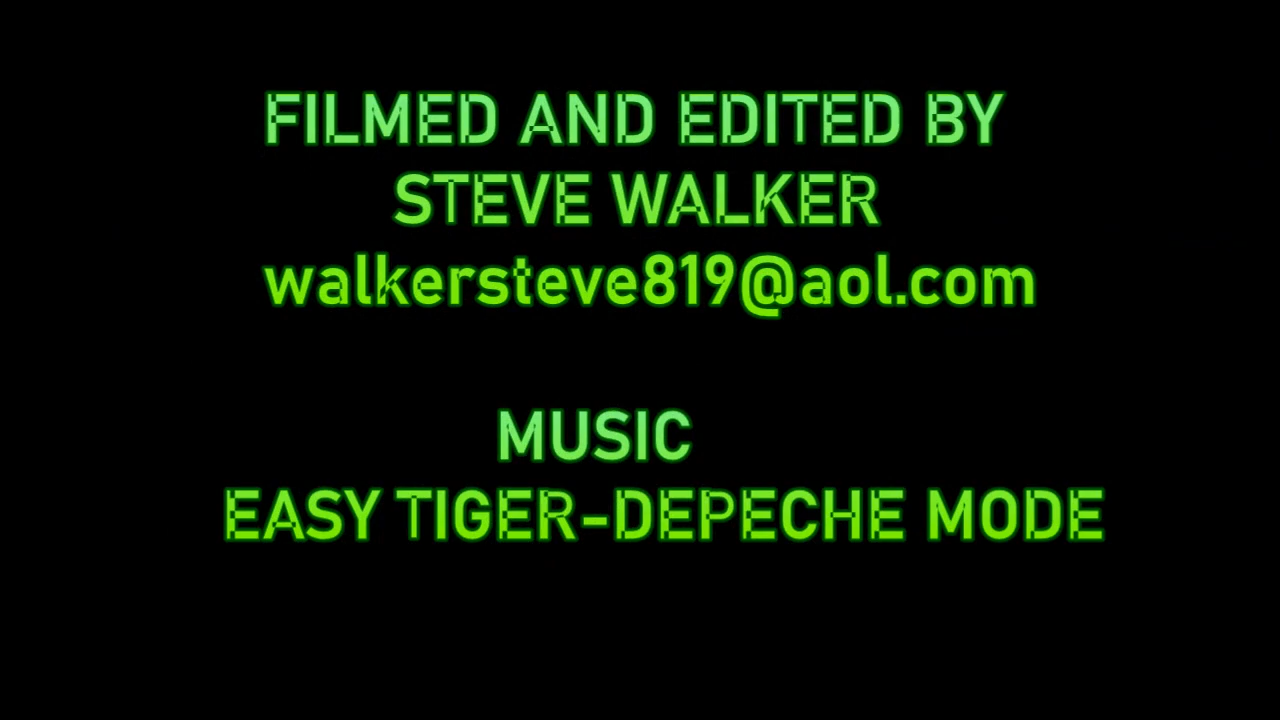 FILMED AND EDITED BY
STEVE WALKER
walkersteve819@aol.com
MUSIC
EASY TIGER-DEPECHE MODE